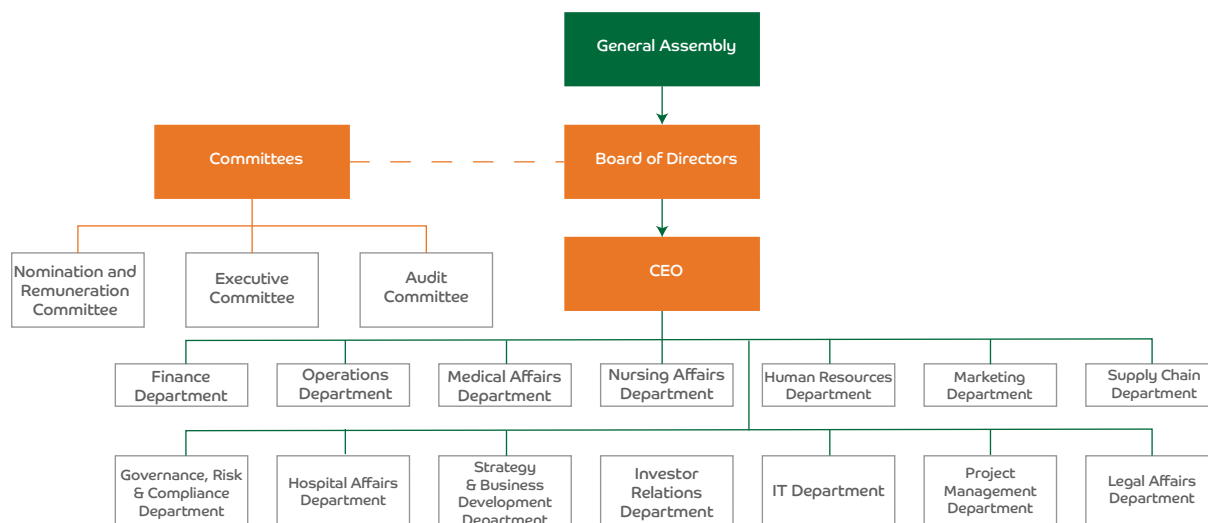 General Assembly
Committees
Board of Directors
CEO
Nomination and
Remuneration
Committee
Executive
Committee
Audit
Committee
Finance
Department
Operations
Department
Medical Affairs
Department
Nursing Affairs
Department
Human Resources
Department
Marketing
Department
Supply Chain
Department
Governance, Risk
& Compliance
Department
Hospital Affairs
Department
Strategy
& Business
Development
Department
Investor
Relations
Department
IT Department
Project
Management
Department
Legal Affairs
Department